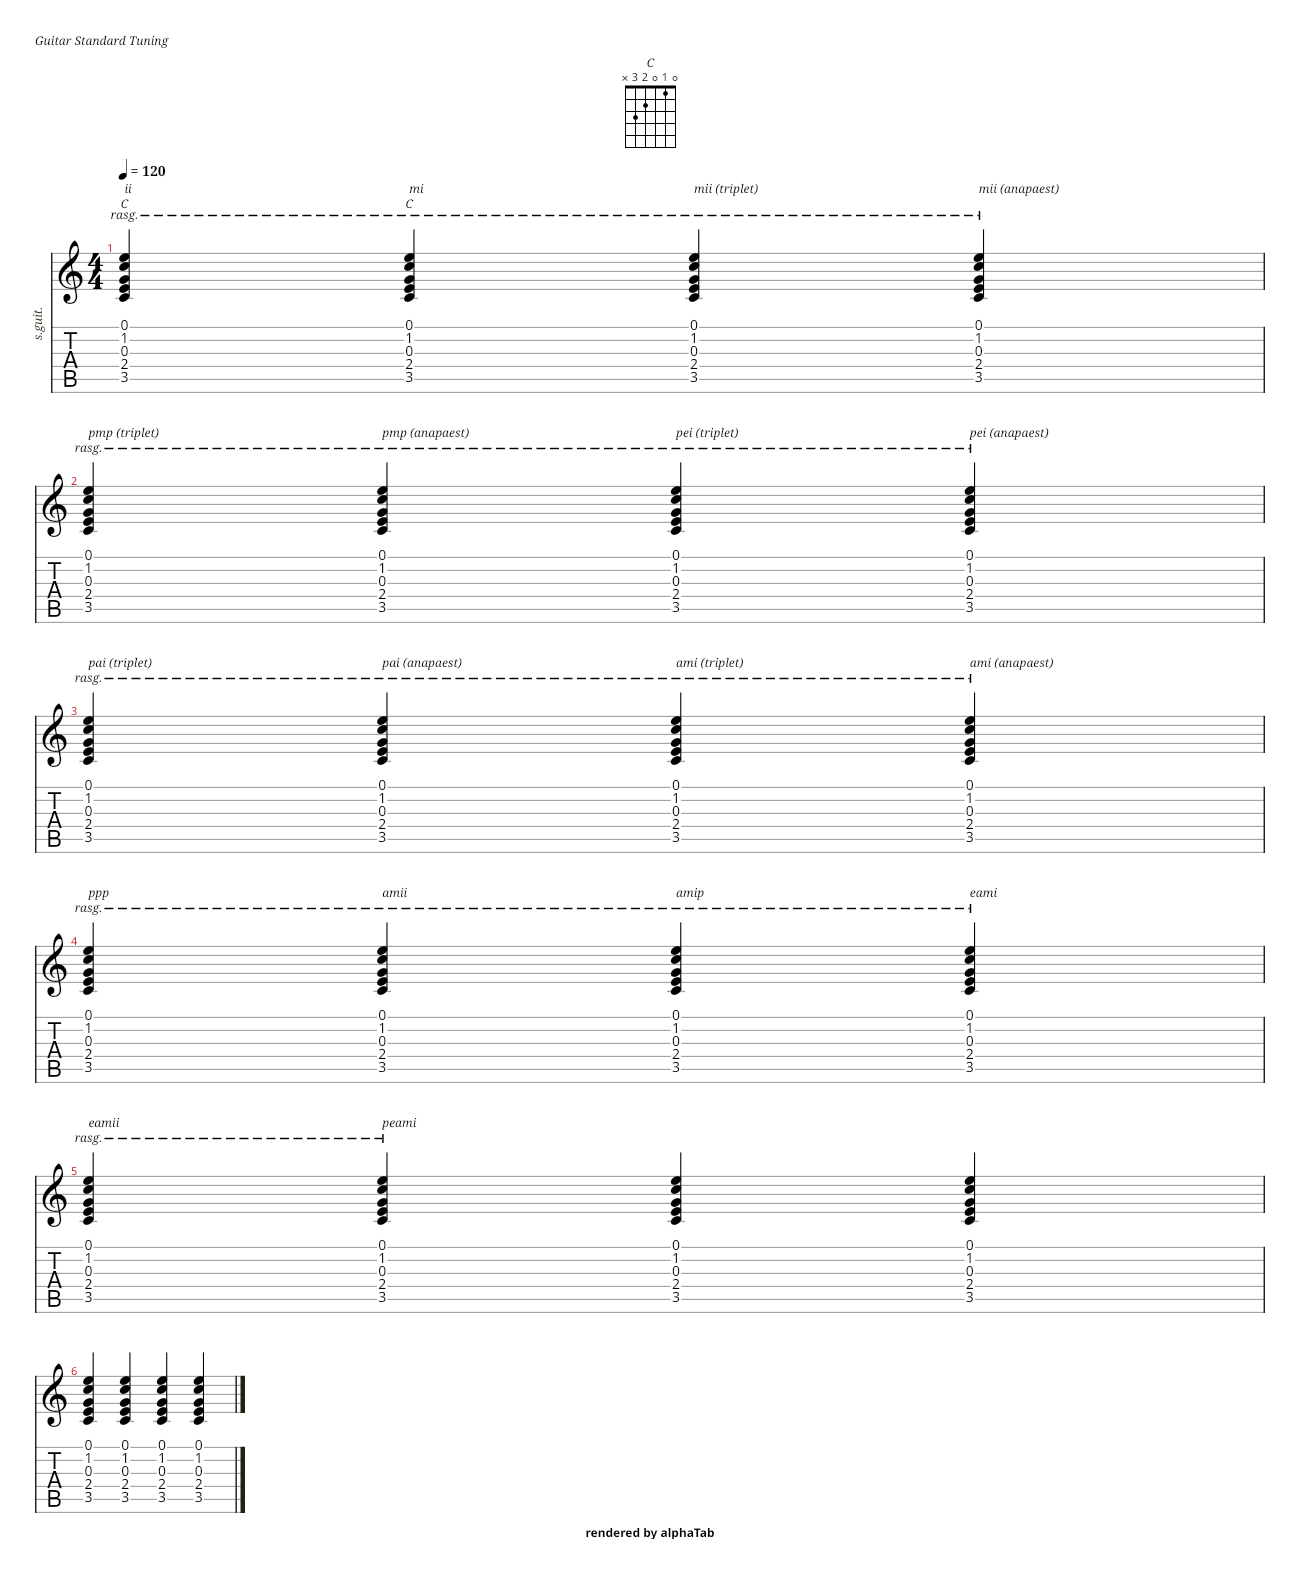 Guitar Standard Tuning
C
× 3 2 ○ 1 ○
= 120
ii mi mii (triplet) mii (anapaest)
C C
rasg.
1
4
4
s.guit.
0 0 0 0
T 1 1 1 1
0 0 0 0
A 2 2 2 2
B 3 3 3 3
pmp (triplet) pmp (anapaest) pei (triplet) pei (anapaest)
rasg.
2
0 0 0 0
T 1 1 1 1
0 0 0 0
A 2 2 2 2
B 3 3 3 3
pai (triplet) pai (anapaest) ami (triplet) ami (anapaest)
rasg.
3
0 0 0 0
T 1 1 1 1
0 0 0 0
A 2 2 2 2
B 3 3 3 3
ppp amii amip eami
rasg.
4
0 0 0 0
T 1 1 1 1
0 0 0 0
A 2 2 2 2
B 3 3 3 3
eamii peami
rasg.
5
0 0 0 0
T 1 1 1 1
0 0 0 0
A 2 2 2 2
B 3 3 3 3
6
0 0 0 0
T 1 1 1 1
0 0 0 0
A 2 2 2 2
B 3 3 3 3
rendered by alphaTab